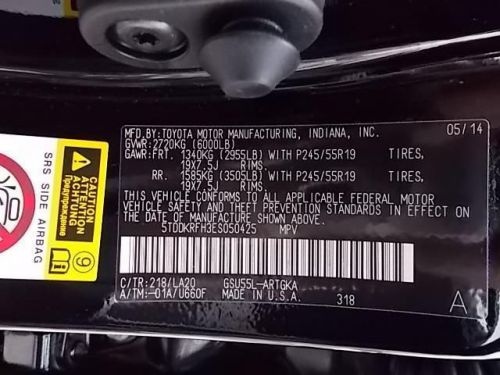 MFD.BY:TOYOTA MOTOR MANUFACTURING, INDIANA, INC. 05/14
GVWR:2720KG (6000LB)
GAWR:FRT. 1340KG (2955LB) WITH P245/55R19 TIRES,
19X7.5J RIMS
RR. 1585KG (3505LB) WITH P245/55R19 TIRES,
19X7.5J RIMS
THIS VEHICLE CONFORMS TO ALL APPLICABLE FEDERAL MOTOR
VEHICLE SAFETY AND THEFT PREVENTION STANDARDS IN EFFECT
ON THE DATE OF MANUFACTURE SHOWN ABOVE.
5TDDKRFH3ES050425 MPV
C/TR:218/LA20 GSU55L-ARTGKA
A/TM:-01A/U660F MADE IN U.S.A. 318 A
SRS SIDE AIRBAG
ATTENTION
ACHTUNG
Предупреждение
9